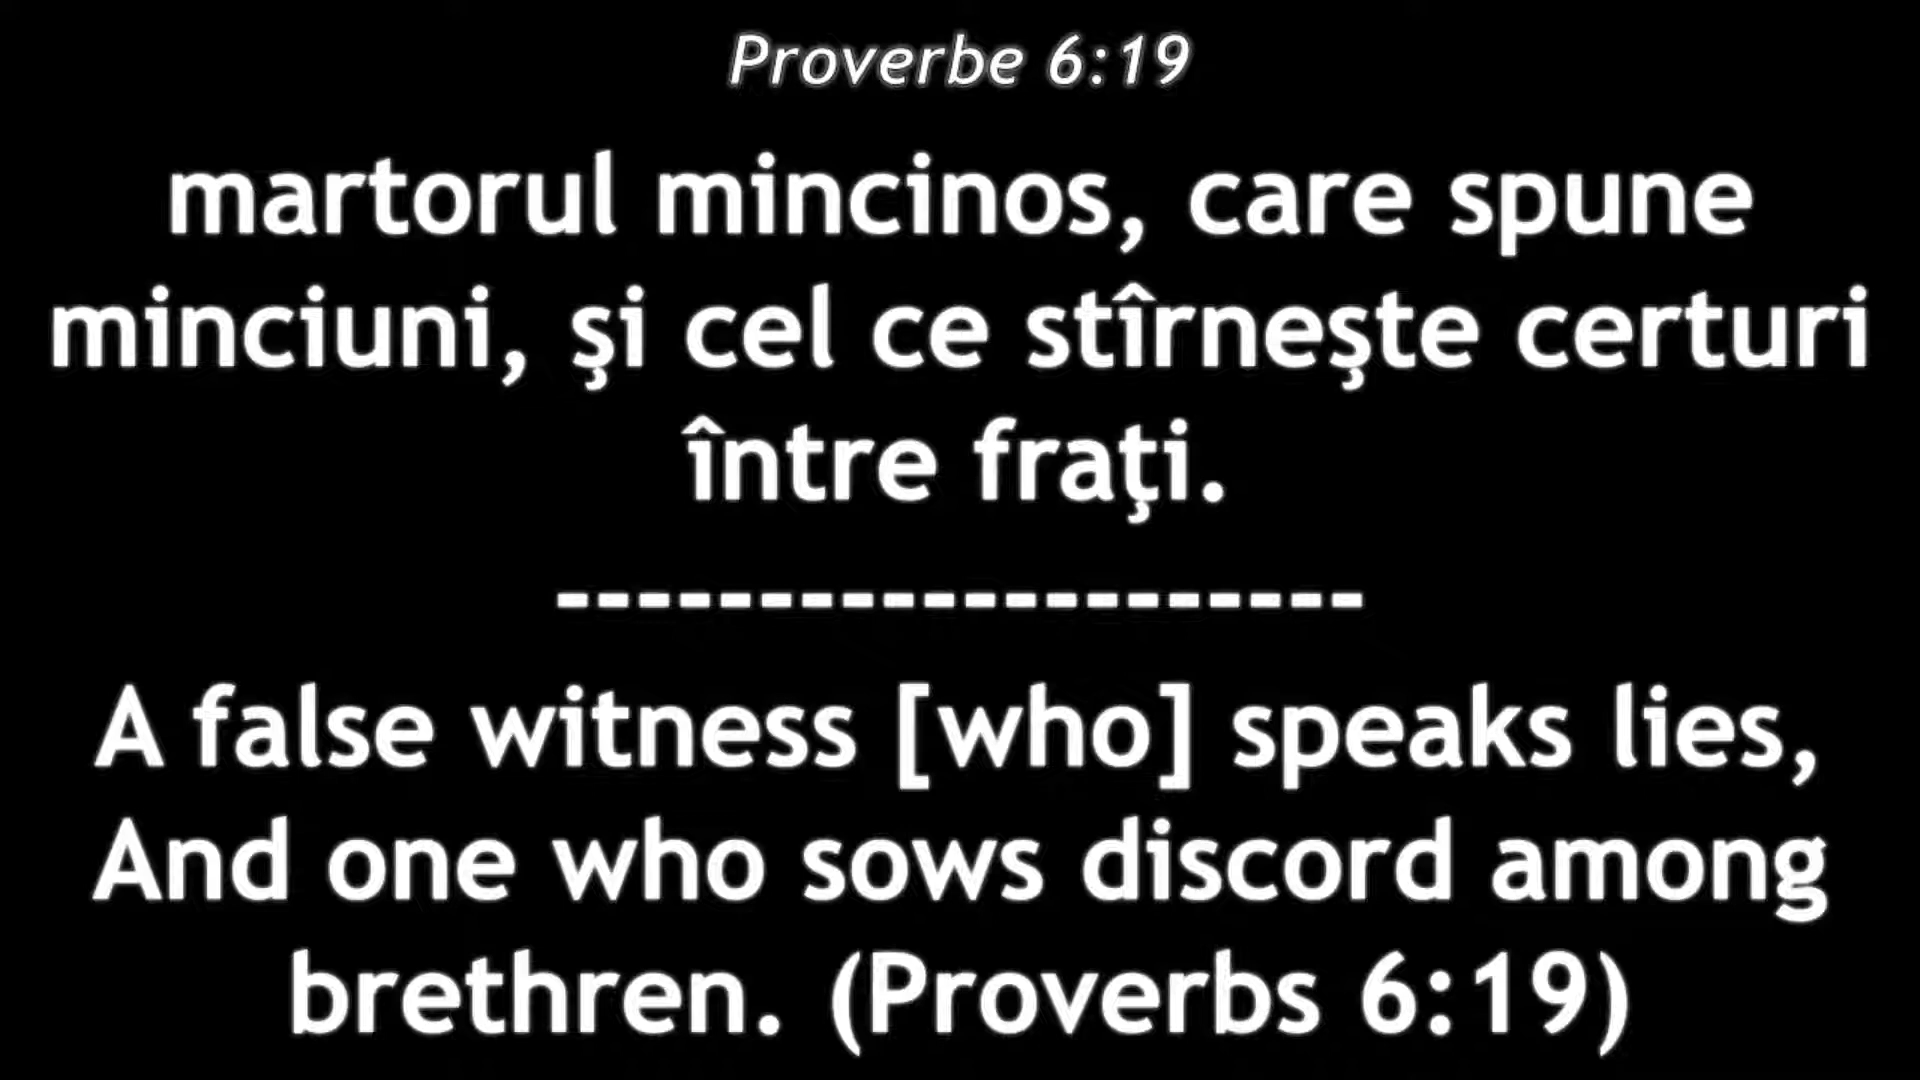 Proverbe 6:19
martorul mincinos, care spune
minciuni, şi cel ce stîrneşte certuri
între fraţi.
--------------------
A false witness [who] speaks lies,
And one who sows discord among
brethren. (Proverbs 6:19)